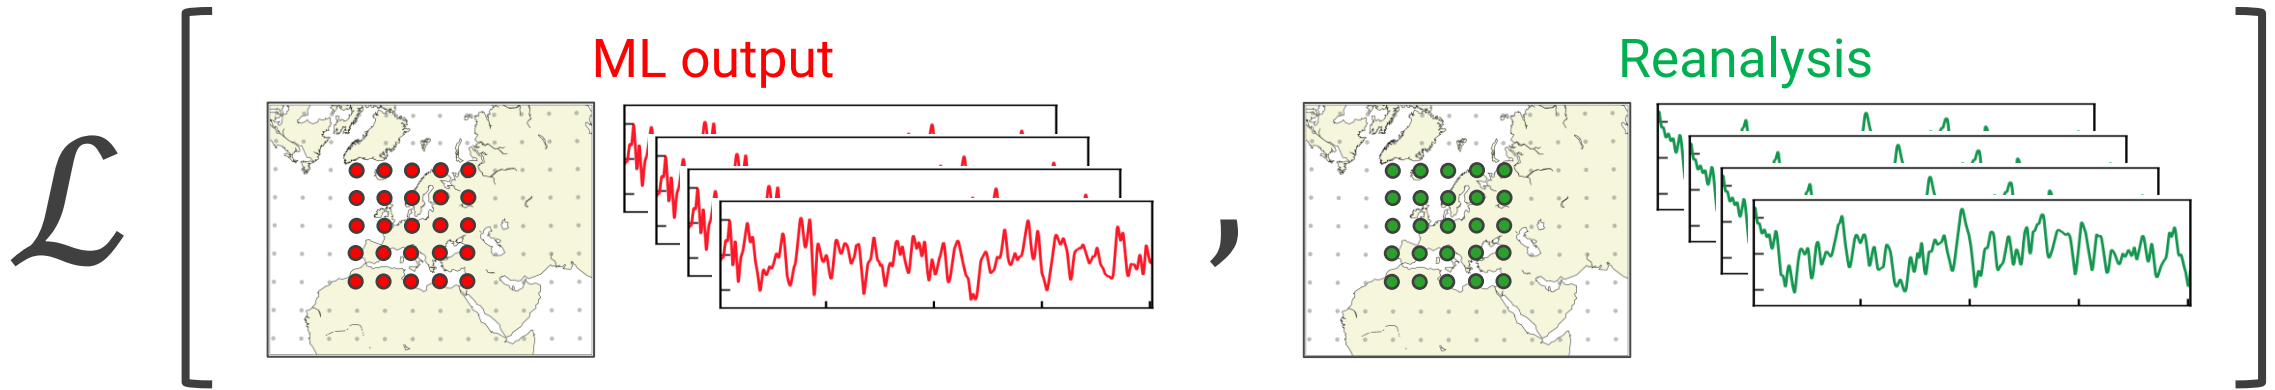 ℒ [ ML output , Reanalysis ]